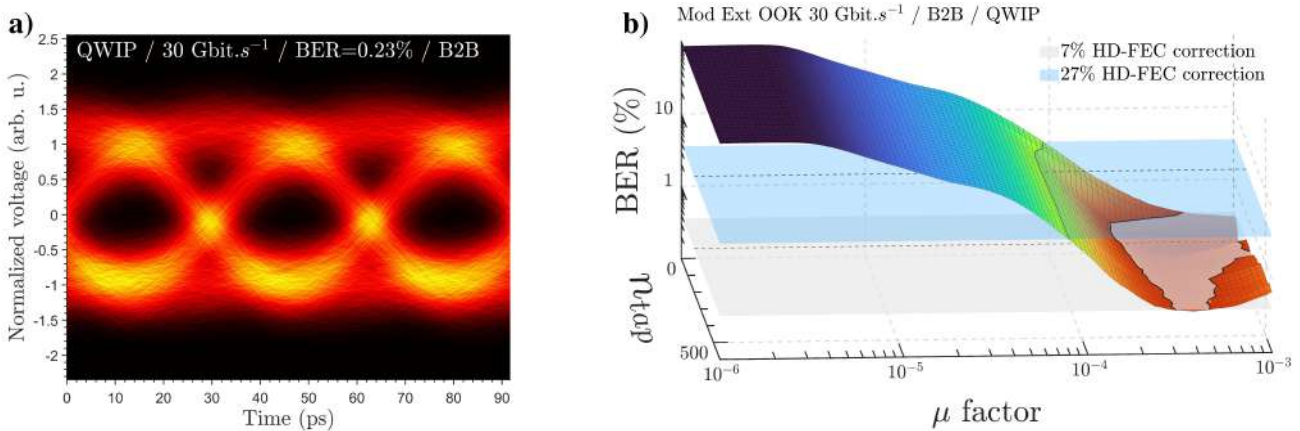 a)
QWIP / 30 Gbit.s⁻¹ / BER=0.23% / B2B
Normalized voltage (arb. u.)
2.5
2
1.5
1
0.5
0
-0.5
-1
-1.5
-2
0 10 20 30 40 50 60 70 80 90
Time (ps)
b)
Mod Ext OOK 30 Gbit.s⁻¹ / B2B / QWIP
7% HD-FEC correction
27% HD-FEC correction
BER (%)
10
1
0
ntap
500
10⁻⁶ 10⁻⁵ 10⁻⁴ 10⁻³
μ factor